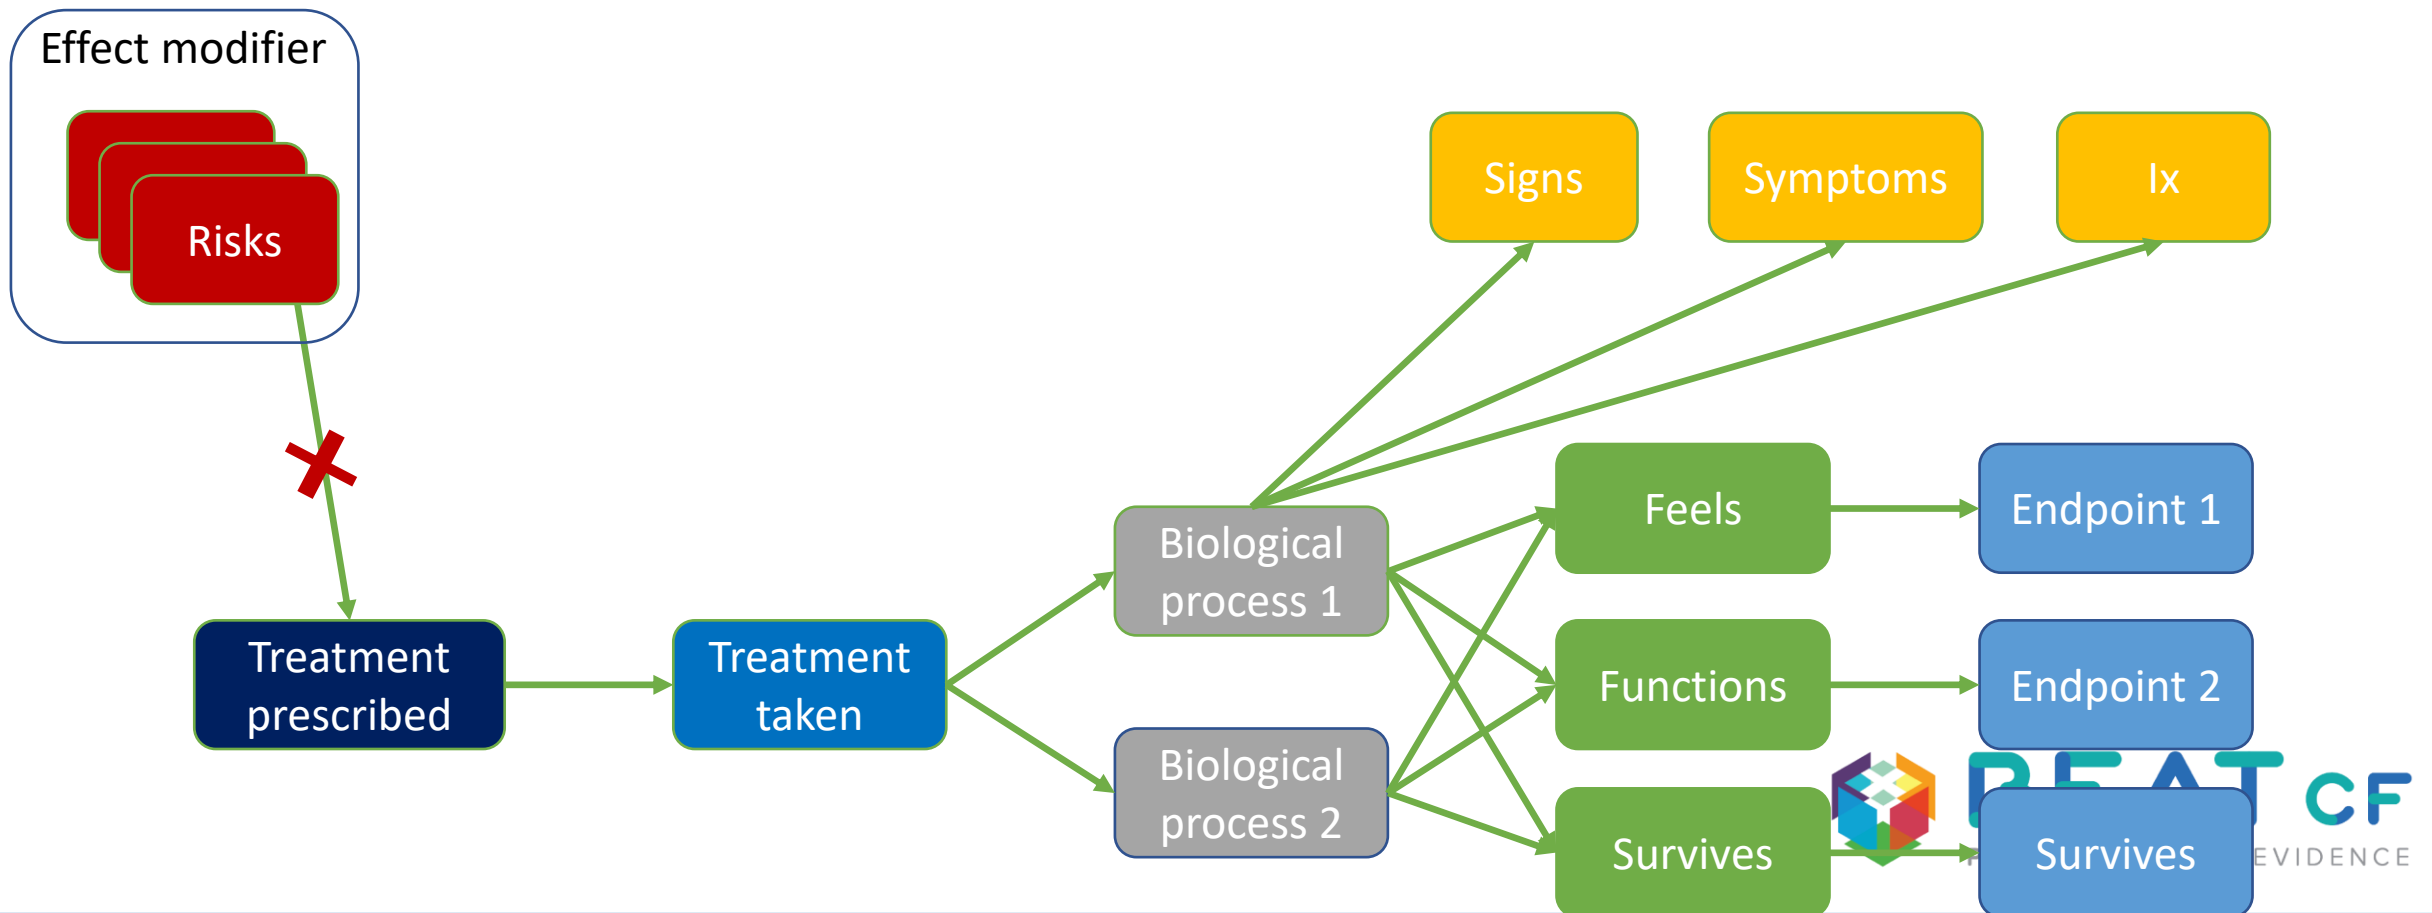 Effect modifier
Risks
Signs
Symptoms
Ix
Feels
Endpoint 1
Biological
process 1
Treatment
prescribed
Treatment
taken
Functions
Endpoint 2
Biological
process 2
Survives
Survives
CF
EVIDENCE